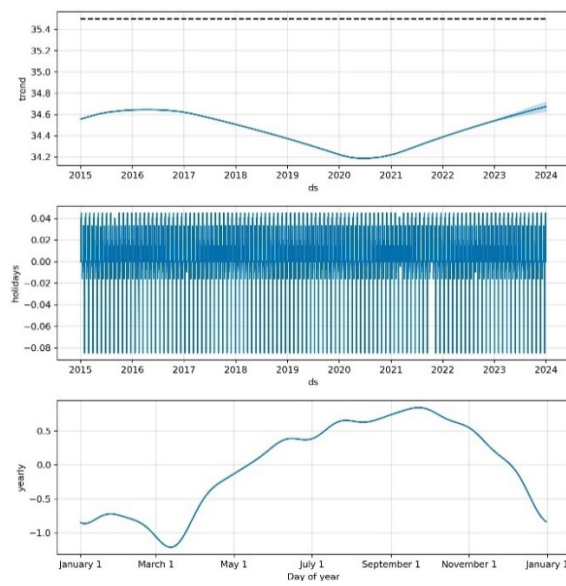 35.4
35.2
35.0
34.8
34.6
34.4
34.2
trend
2015 2016 2017 2018 2019 2020 2021 2022 2023 2024
ds
0.04
0.02
0.00
−0.02
−0.04
−0.06
−0.08
holidays
2015 2016 2017 2018 2019 2020 2021 2022 2023 2024
ds
0.5
0.0
−0.5
−1.0
yearly
January 1 March 1 May 1 July 1 September 1 November 1 January 1
Day of year